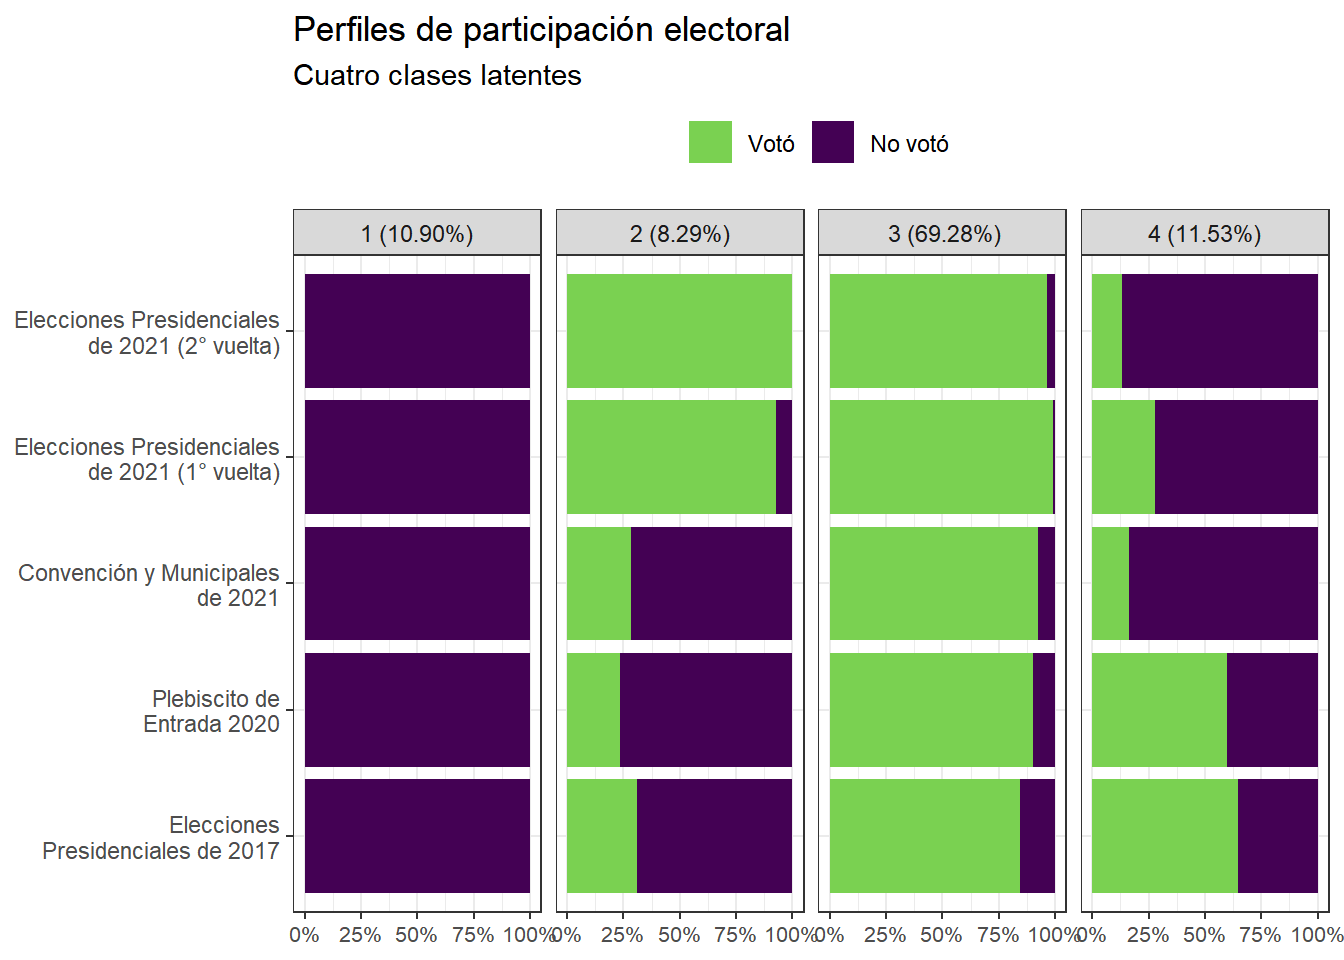 Perfiles de participación electoral
Cuatro clases latentes
Votó No votó
1 (10.90%) 2 (8.29%) 3 (69.28%) 4 (11.53%)
Elecciones Presidenciales
de 2021 (2° vuelta)
Elecciones Presidenciales
de 2021 (1° vuelta)
Convención y Municipales
de 2021
Plebiscito de
Entrada 2020
Elecciones
Presidenciales de 2017
0% 25% 50% 75% 100% 0% 25% 50% 75% 100% 0% 25% 50% 75% 100% 0% 25% 50% 75% 100%